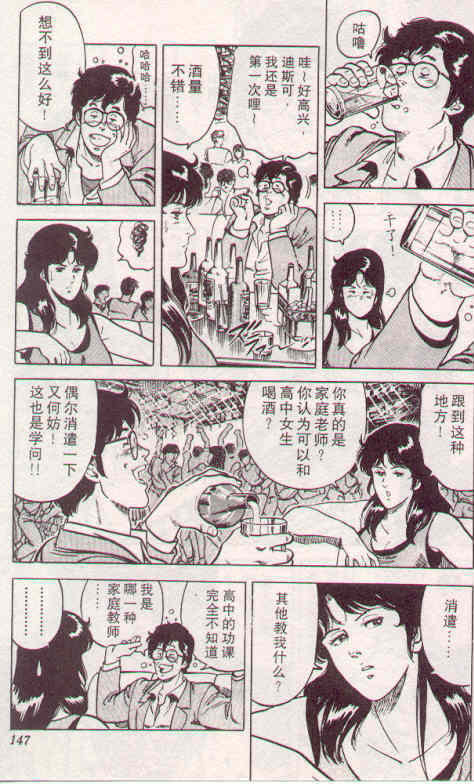 咕噜
干了！
……
哇～好高兴，
迪斯可，
我还是
第一次哩～
酒量
不错……
哈哈哈……
想不到这么好！
跟到这种
地方！
你真的是
家庭老师？
你认为可以和
高中女生
喝酒？
偶尔消遣一下
又何妨！
这也是学问!!
消遣……
其他教我什么？
高中的功课
完全不知道
我是
哪一种
家庭教师
……
………
147